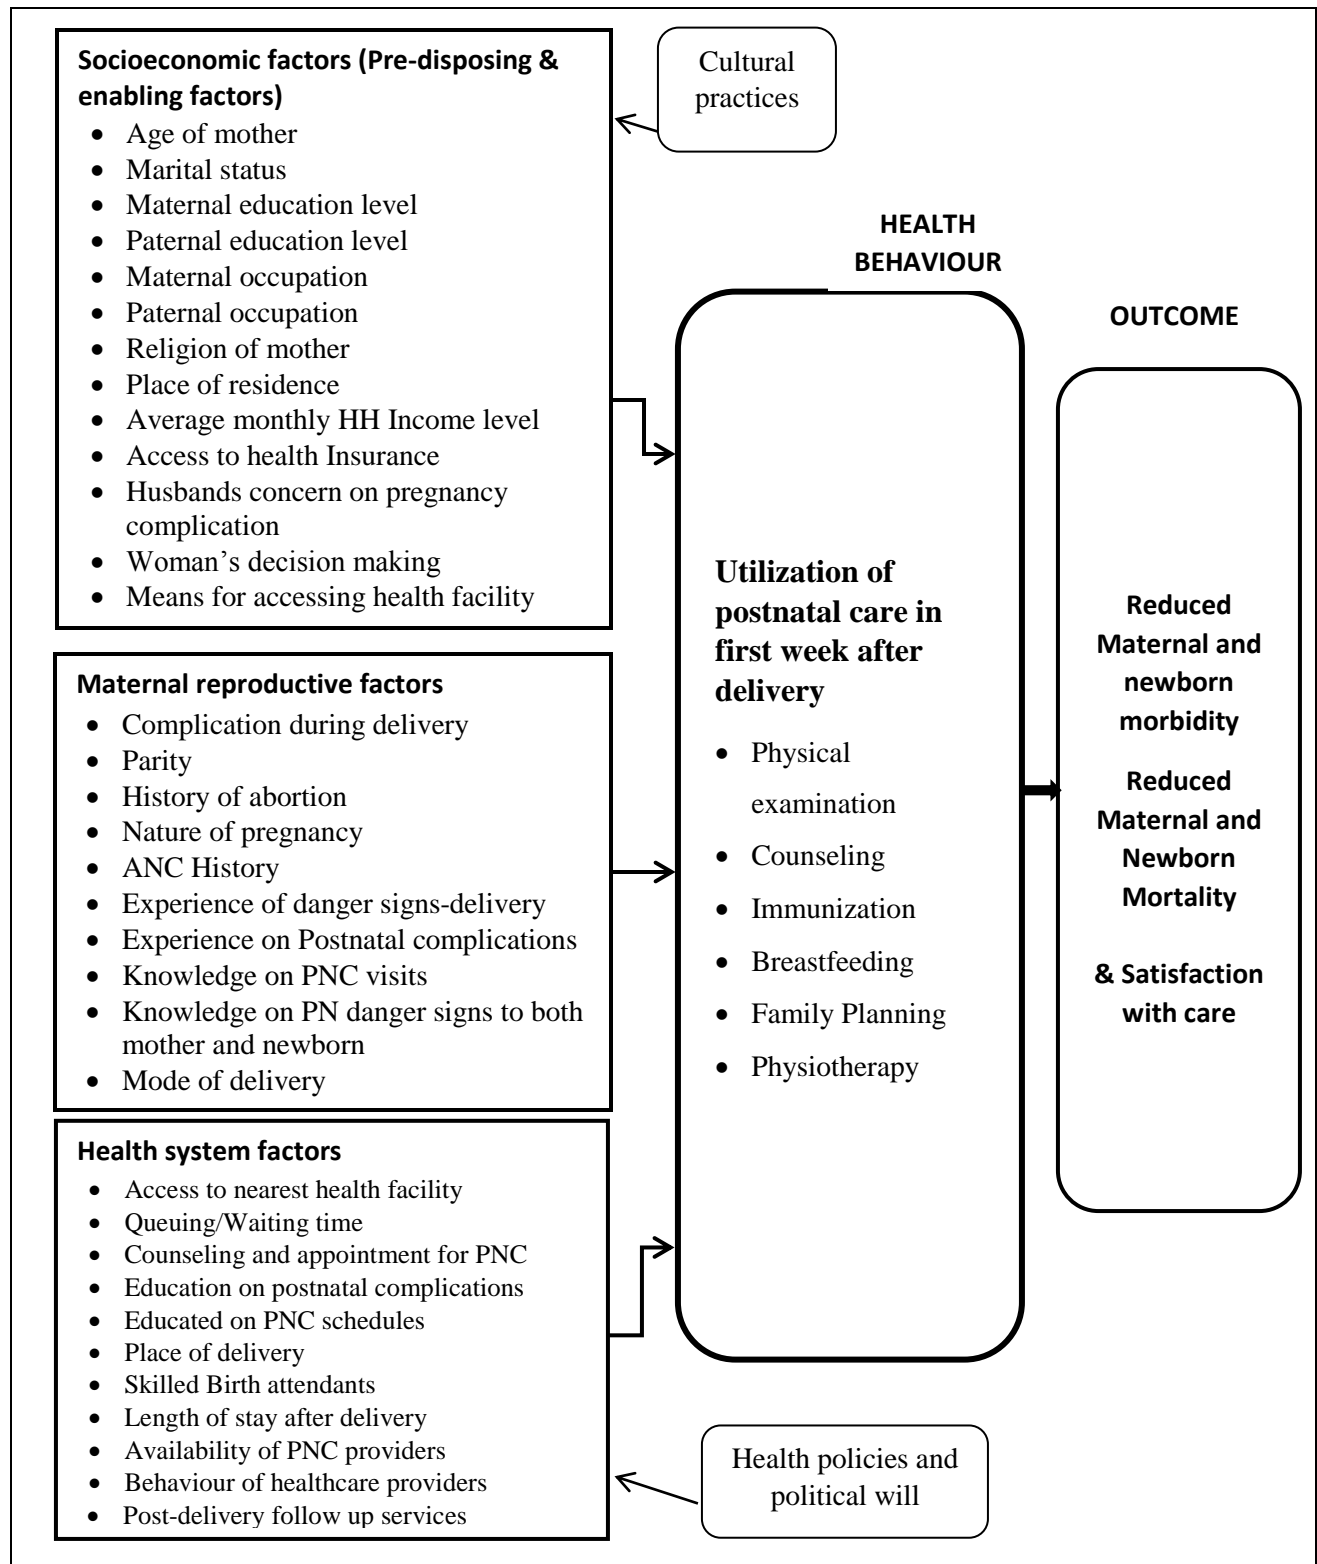 Socioeconomic factors (Pre-disposing &
enabling factors)
• Age of mother
• Marital status
• Maternal education level
• Paternal education level
• Maternal occupation
• Paternal occupation
• Religion of mother
• Place of residence
• Average monthly HH Income level
• Access to health Insurance
• Husbands concern on pregnancy
complication
• Woman’s decision making
• Means for accessing health facility
Cultural
practices
Maternal reproductive factors
• Complication during delivery
• Parity
• History of abortion
• Nature of pregnancy
• ANC History
• Experience of danger signs-delivery
• Experience on Postnatal complications
• Knowledge on PNC visits
• Knowledge on PN danger signs to both
mother and newborn
• Mode of delivery
Health system factors
• Access to nearest health facility
• Queuing/Waiting time
• Counseling and appointment for PNC
• Education on postnatal complications
• Educated on PNC schedules
• Place of delivery
• Skilled Birth attendants
• Length of stay after delivery
• Availability of PNC providers
• Behaviour of healthcare providers
• Post-delivery follow up services
Health policies and
political will
HEALTH
BEHAVIOUR
Utilization of
postnatal care in
first week after
delivery
• Physical
examination
• Counseling
• Immunization
• Breastfeeding
• Family Planning
• Physiotherapy
OUTCOME
Reduced
Maternal and
newborn
morbidity
Reduced
Maternal and
Newborn
Mortality
& Satisfaction
with care